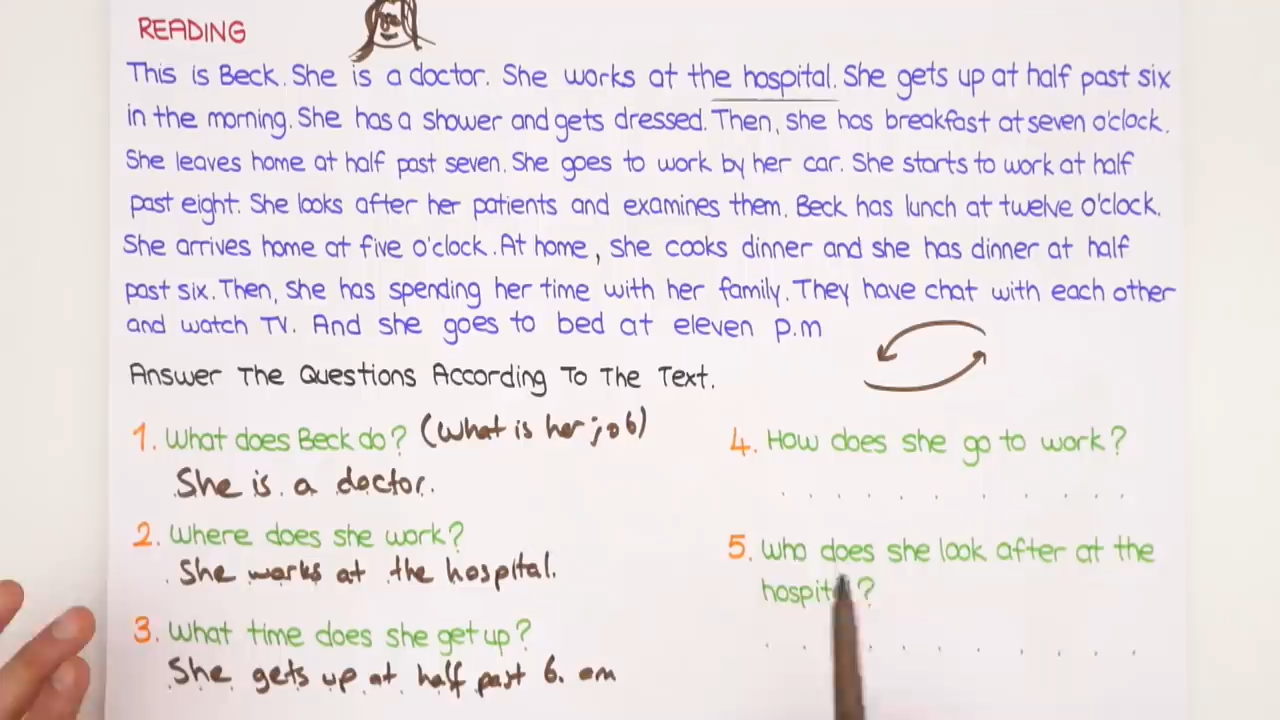 READING
This is Beck. She is a doctor. She works at the hospital. She gets up at half past six
in the morning. She has a shower and gets dressed. Then, she has breakfast at seven o'clock.
She leaves home at half past seven. She goes to work by her car. She starts to work at half
past eight. She looks after her patients and examines them. Beck has lunch at twelve o'clock.
She arrives home at five o'clock. At home, she cooks dinner and she has dinner at half
past six. Then, she has spending her time with her family. They have chat with each other
and watch TV. And she goes to bed at eleven p.m
Answer The Questions According To The Text.
1. What does Beck do? (What is her job)
She is a doctor.
2. Where does she work?
She works at the hospital.
3. What time does she get up?
She gets up at half past 6. am
4. How does she go to work?
5. Who does she look after at the
hospital?